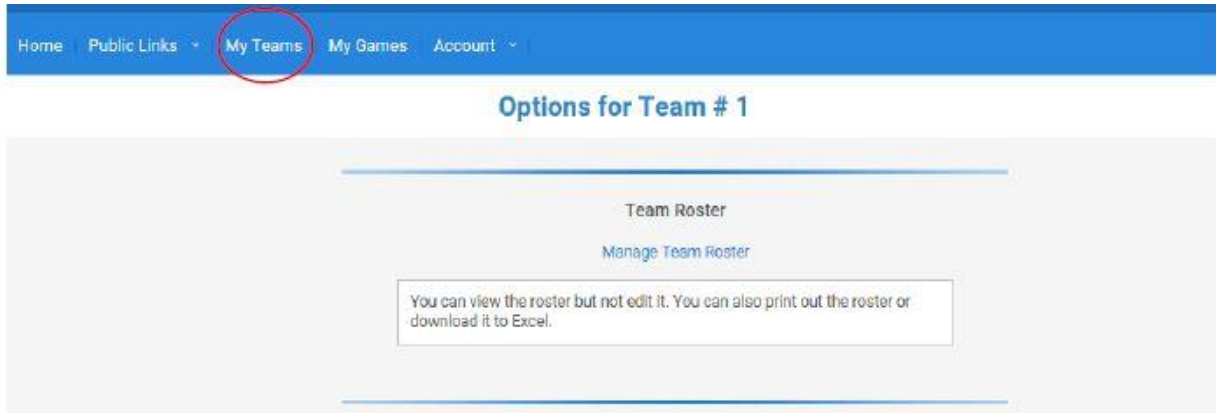 Home Public Links My Teams My Games Account
Options for Team # 1
Team Roster
Manage Team Roster
You can view the roster but not edit it. You can also print out the roster or
download it to Excel.